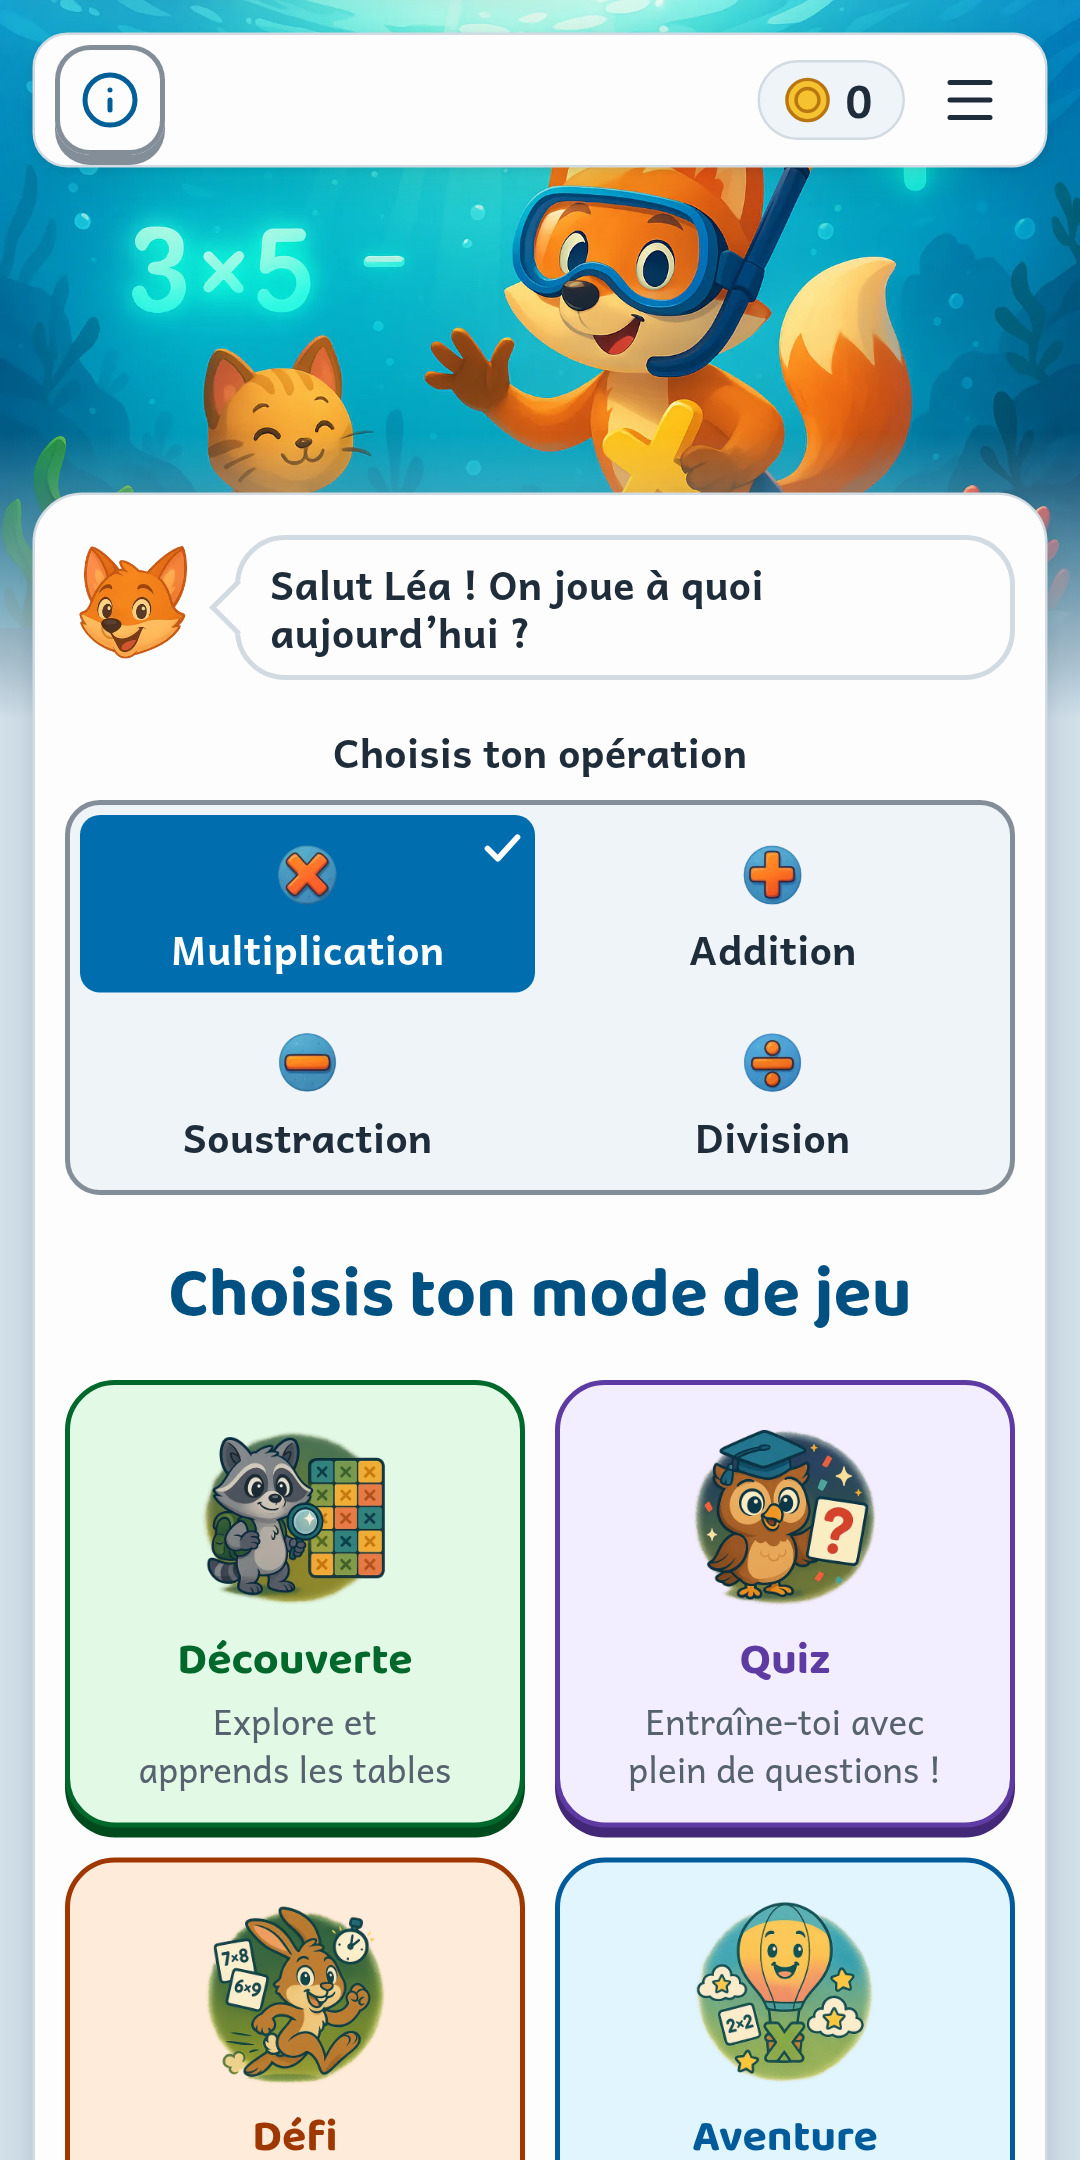 0
3×5 -
Salut Léa ! On joue à quoi
aujourd’hui ?
Choisis ton opération
Multiplication
Addition
Soustraction
Division
Choisis ton mode de jeu
Découverte
Explore et
apprends les tables
Quiz
Entraîne-toi avec
plein de questions !
?
7×8
6×9
Défi
2×2
Aventure